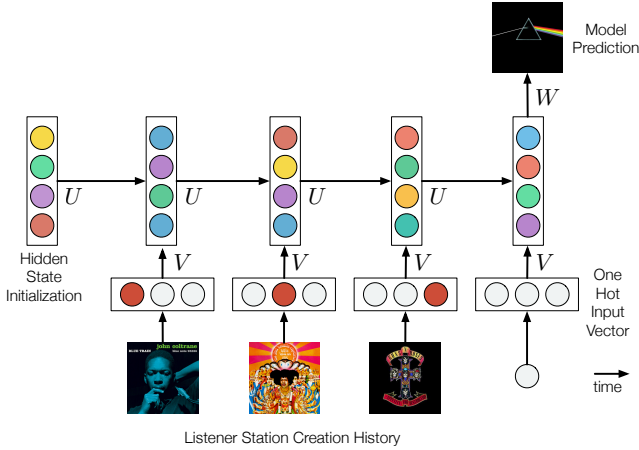 Model
Prediction
W
U
U
U
U
Hidden
State
Initialization
V
V
V
V
One
Hot
Input
Vector
john coltrane
BLUE TRAIN
time
Listener Station Creation History